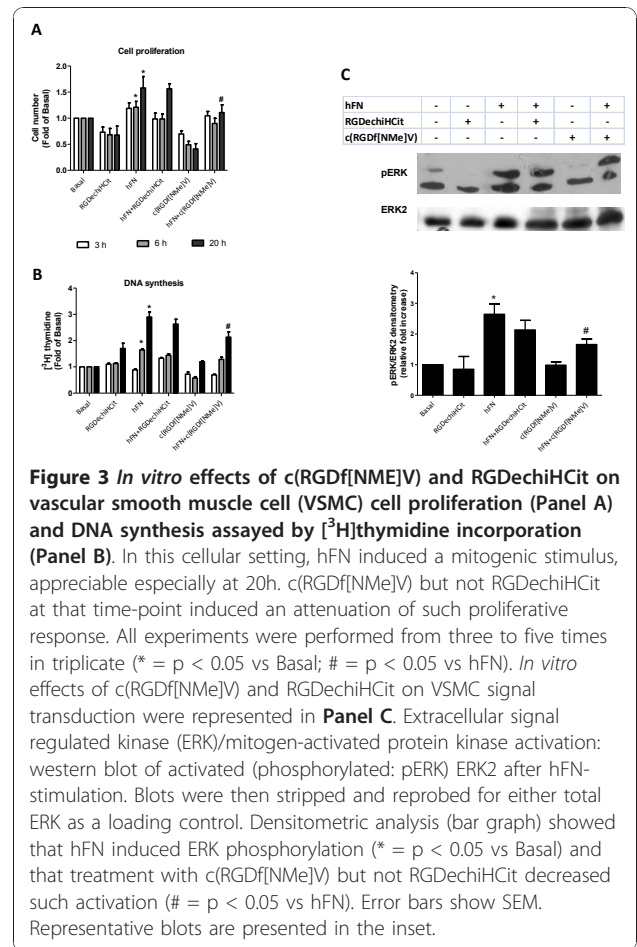 A
Cell proliferation
Cell number
(Fold of Basal)
2.0
1.5
1.0
0.5
0.0
Basal
RGDechiHCit
hFN
hFN+RGDechiHCit
c(RGDf[NMe]V)
hFN+c(RGDf[NMe]V)
* * #
3 h 6 h 20 h
B
DNA synthesis
[³H] thymidine
(Fold of Basal)
4
3
2
1
0
Basal
RGDechiHCit
hFN
hFN+RGDechiHCit
c(RGDf[NMe]V)
hFN+c(RGDf[NMe]V)
* * #
C
hFN - - + + - +
RGDechiHCit - + - + - -
c(RGDf[NMe]V) - - - - + +
pERK
ERK2
pERK/ERK2 densitometry
(relative fold increase)
4
3
2
1
0
Basal
RGDechiHCit
hFN
hFN+RGDechiHCit
c(RGDf[NMe]V)
hFN+c(RGDf[NMe]V)
* #
Figure 3 In vitro effects of c(RGDf[NME]V) and RGDechiHCit on
vascular smooth muscle cell (VSMC) cell proliferation (Panel A)
and DNA synthesis assayed by [³H]thymidine incorporation
(Panel B). In this cellular setting, hFN induced a mitogenic stimulus,
appreciable especially at 20h. c(RGDf[NMe]V) but not RGDechiHCit
at that time-point induced an attenuation of such proliferative
response. All experiments were performed from three to five times
in triplicate (* = p < 0.05 vs Basal; # = p < 0.05 vs hFN). In vitro
effects of c(RGDf[NMe]V) and RGDechiHCit on VSMC signal
transduction were represented in Panel C. Extracellular signal
regulated kinase (ERK)/mitogen-activated protein kinase activation:
western blot of activated (phosphorylated: pERK) ERK2 after hFN-
stimulation. Blots were then stripped and reprobed for either total
ERK as a loading control. Densitometric analysis (bar graph) showed
that hFN induced ERK phosphorylation (* = p < 0.05 vs Basal) and
that treatment with c(RGDf[NMe]V) but not RGDechiHCit decreased
such activation (# = p < 0.05 vs hFN). Error bars show SEM.
Representative blots are presented in the inset.